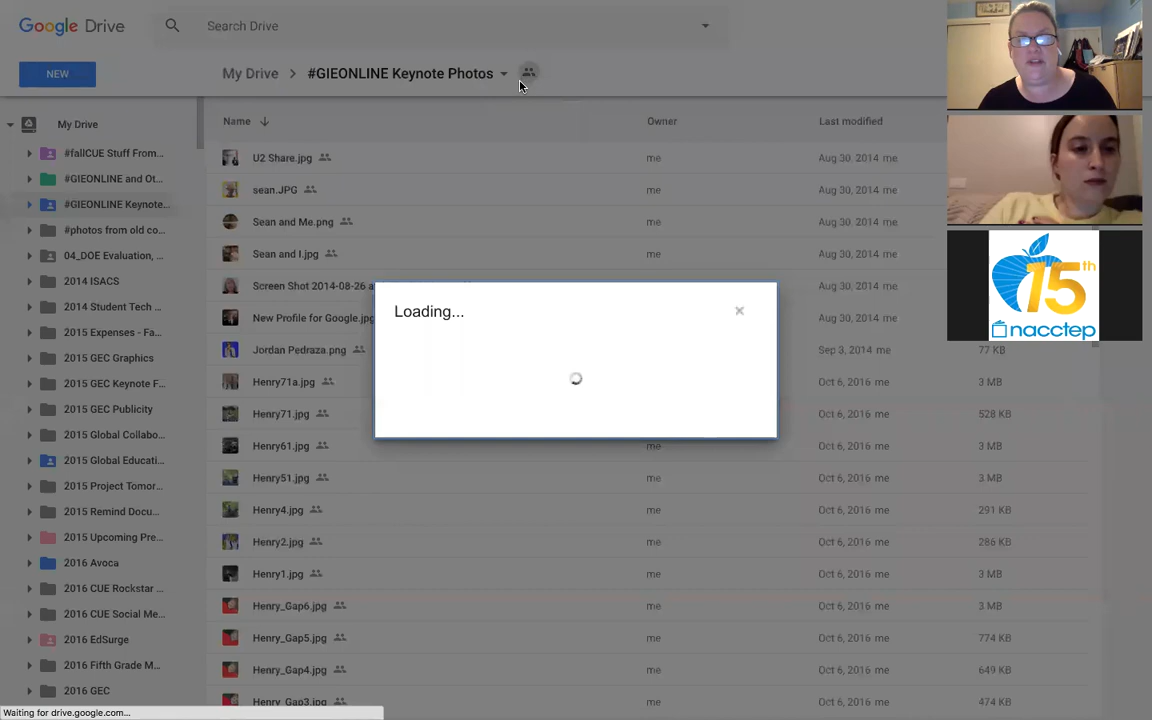 Google Drive
Search Drive
NEW
My Drive
#GIEONLINE Keynote Photos
My Drive
#fallCUE Stuff From...
#GIEONLINE and Ot...
#GIEONLINE Keynote...
#photos from old co...
04_DOE Evaluation, ...
2014 ISACS
2014 Student Tech ...
2015 Expenses - Fa...
2015 GEC Graphics
2015 GEC Keynote F...
2015 GEC Publicity
2015 Global Collabo...
2015 Global Educati...
2015 Project Tomor...
2015 Remind Docu...
2015 Upcoming Pre...
2016 Avoca
2016 CUE Rockstar ...
2016 CUE Social Me...
2016 EdSurge
2016 Fifth Grade M...
2016 GEC
Name Owner Last modified
U2 Share.jpg me Aug 30, 2014 me
sean.JPG me Aug 30, 2014 me
Sean and Me.png me Aug 30, 2014 me
Sean and I.jpg me Aug 30, 2014 me
Screen Shot 2014-08-26 a Aug 30, 2014 me
New Profile for Google.jpg Aug 30, 2014 me
Jordan Pedraza.png Sep 3, 2014 me 77 KB
Henry71a.jpg Oct 6, 2016 me 3 MB
Henry71.jpg Oct 6, 2016 me 528 KB
Henry61.jpg me Oct 6, 2016 me 3 MB
Henry51.jpg me Oct 6, 2016 me 3 MB
Henry4.jpg me Oct 6, 2016 me 291 KB
Henry2.jpg me Oct 6, 2016 me 286 KB
Henry1.jpg me Oct 6, 2016 me 3 MB
Henry_Gap6.jpg me Oct 6, 2016 me 3 MB
Henry_Gap5.jpg me Oct 6, 2016 me 774 KB
Henry_Gap4.jpg me Oct 6, 2016 me 649 KB
Henry_Gap3.jpg me Oct 6, 2016 me 474 KB
Loading...
15th
nacctep
Waiting for drive.google.com...